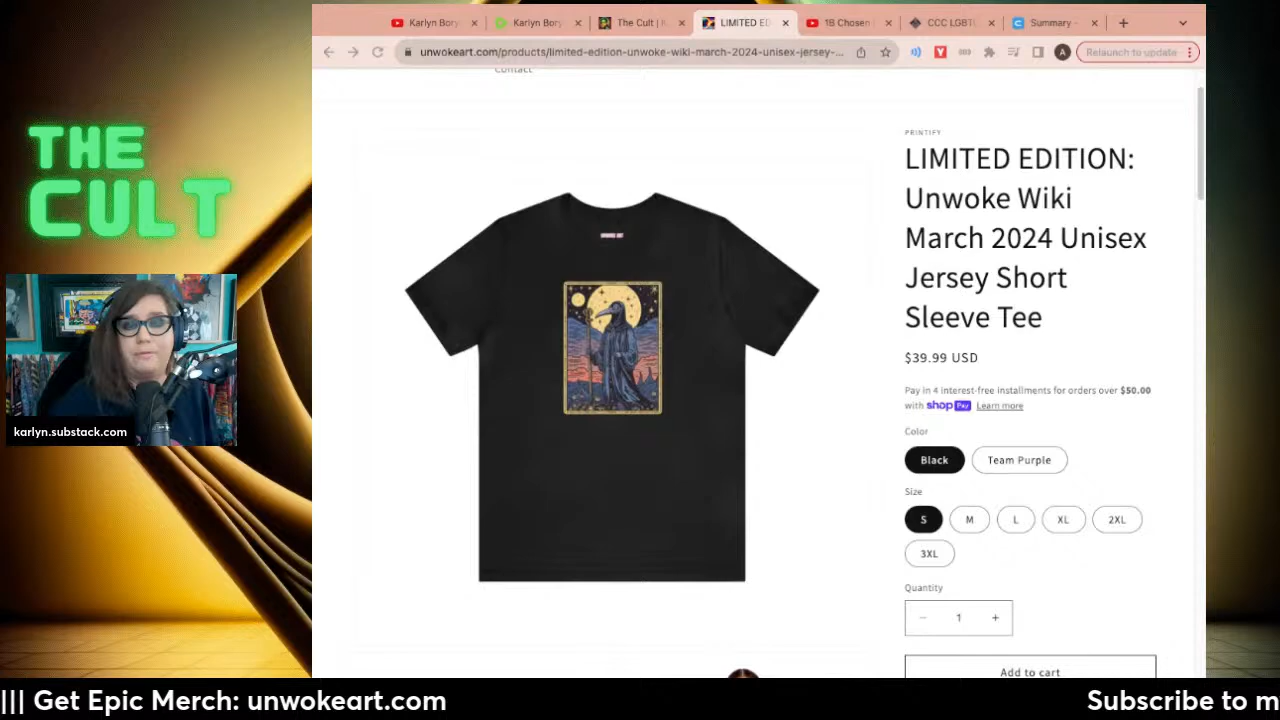 THE
CULT
karlyn.substack.com
Karlyn Bory
Karlyn Bory
The Cult | K
LIMITED ED
1B Chosen
CCC LGBTU
Summary -
unwokeart.com/products/limited-edition-unwoke-wiki-march-2024-unisex-jersey-...
Relaunch to update
Contact
PRINTIFY
LIMITED EDITION:
Unwoke Wiki
March 2024 Unisex
Jersey Short
Sleeve Tee
$39.99 USD
Pay in 4 interest-free installments for orders over $50.00
with shop Pay Learn more
Color
Black
Team Purple
Size
S
M
L
XL
2XL
3XL
Quantity
1
Add to cart
||| Get Epic Merch: unwokeart.com
Subscribe to m